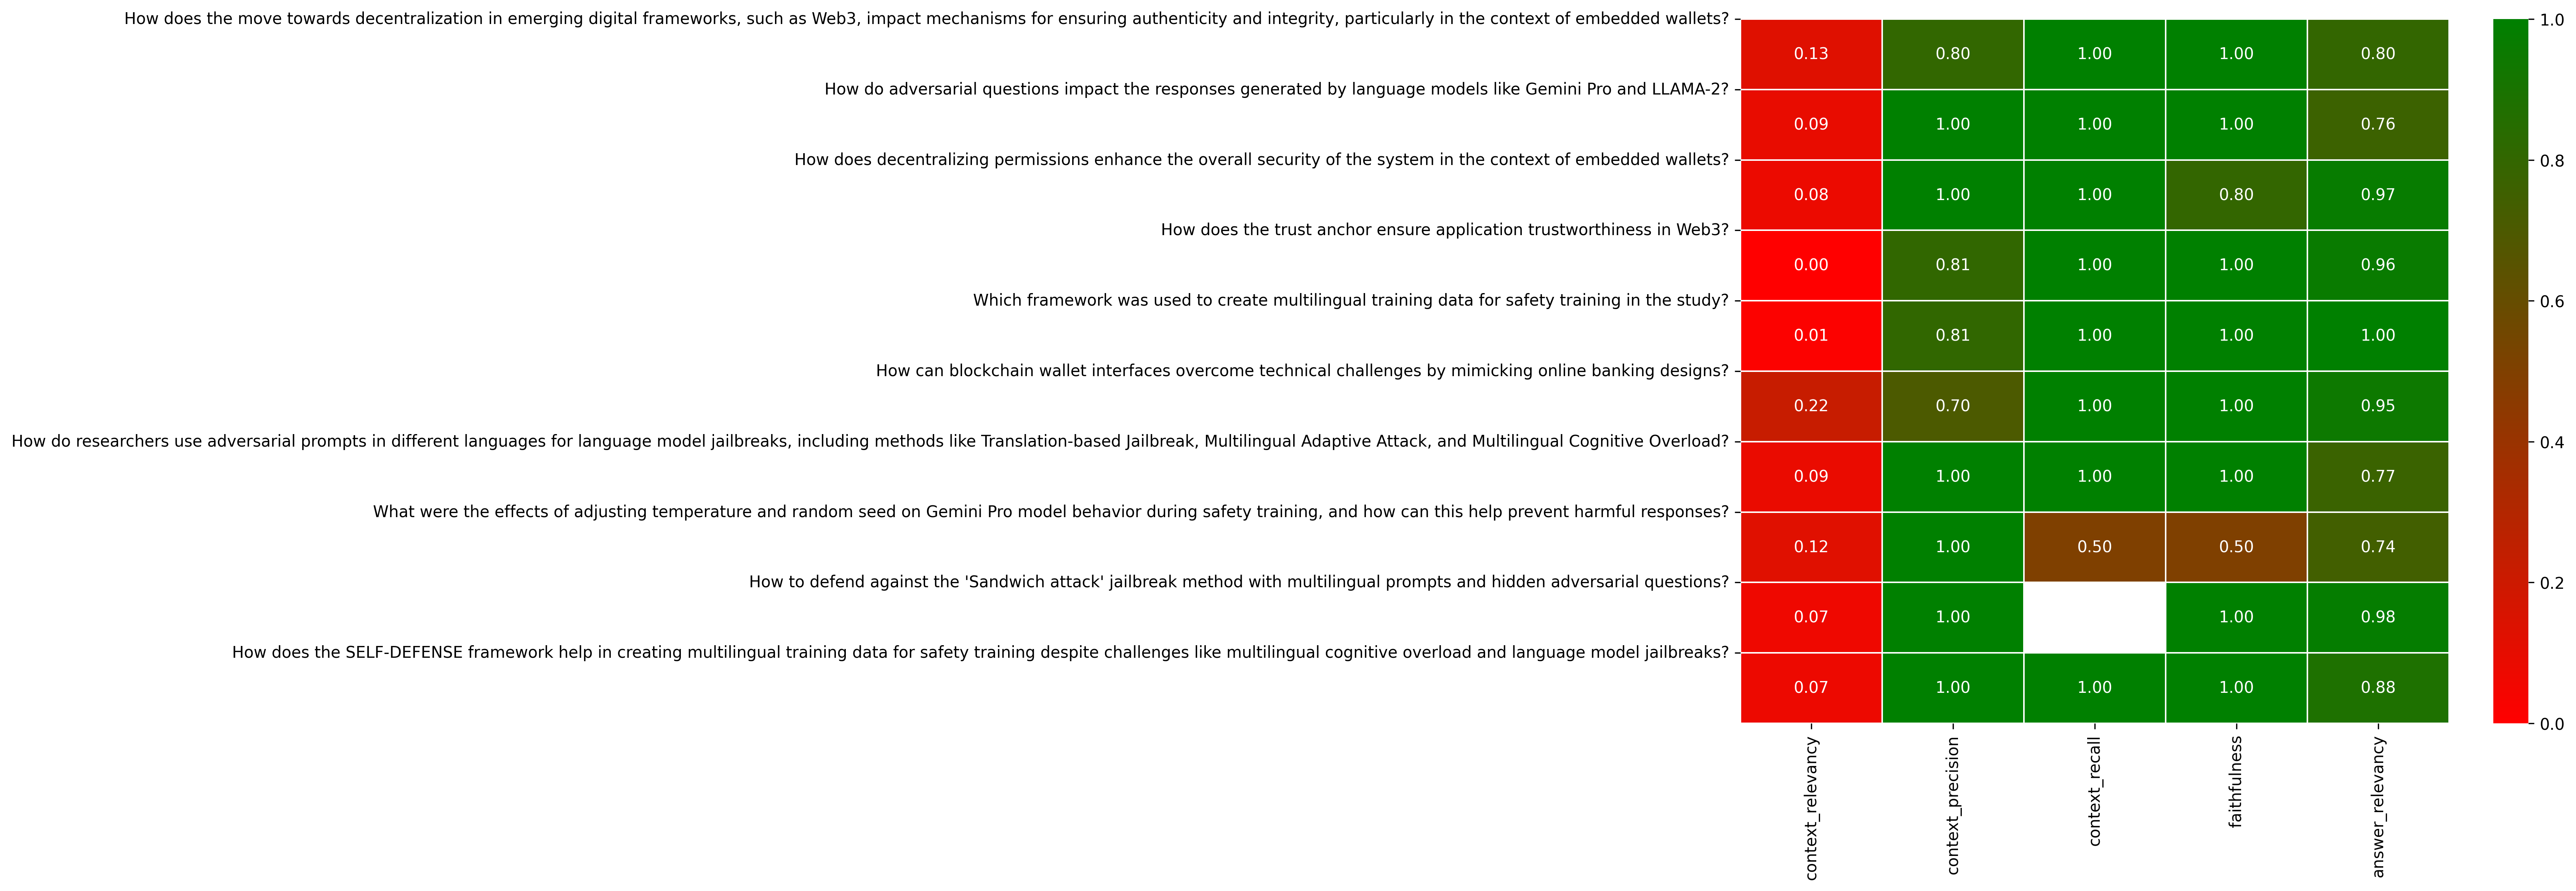 How does the move towards decentralization in emerging digital frameworks, such as Web3, impact mechanisms for ensuring authenticity and integrity, particularly in the context of embedded wallets?
0.13 0.80 1.00 1.00 0.80
How do adversarial questions impact the responses generated by language models like Gemini Pro and LLAMA-2?
0.09 1.00 1.00 1.00 0.76
How does decentralizing permissions enhance the overall security of the system in the context of embedded wallets?
0.08 1.00 1.00 0.80 0.97
How does the trust anchor ensure application trustworthiness in Web3?
0.00 0.81 1.00 1.00 0.96
Which framework was used to create multilingual training data for safety training in the study?
0.01 0.81 1.00 1.00 1.00
How can blockchain wallet interfaces overcome technical challenges by mimicking online banking designs?
0.22 0.70 1.00 1.00 0.95
How do researchers use adversarial prompts in different languages for language model jailbreaks, including methods like Translation-based Jailbreak, Multilingual Adaptive Attack, and Multilingual Cognitive Overload?
0.09 1.00 1.00 1.00 0.77
What were the effects of adjusting temperature and random seed on Gemini Pro model behavior during safety training, and how can this help prevent harmful responses?
0.12 1.00 0.50 0.50 0.74
How to defend against the 'Sandwich attack' jailbreak method with multilingual prompts and hidden adversarial questions?
0.07 1.00 1.00 0.98
How does the SELF-DEFENSE framework help in creating multilingual training data for safety training despite challenges like multilingual cognitive overload and language model jailbreaks?
0.07 1.00 1.00 1.00 0.88
context_relevancy
context_precision
context_recall
faithfulness
answer_relevancy
1.0
0.8
0.6
0.4
0.2
0.0